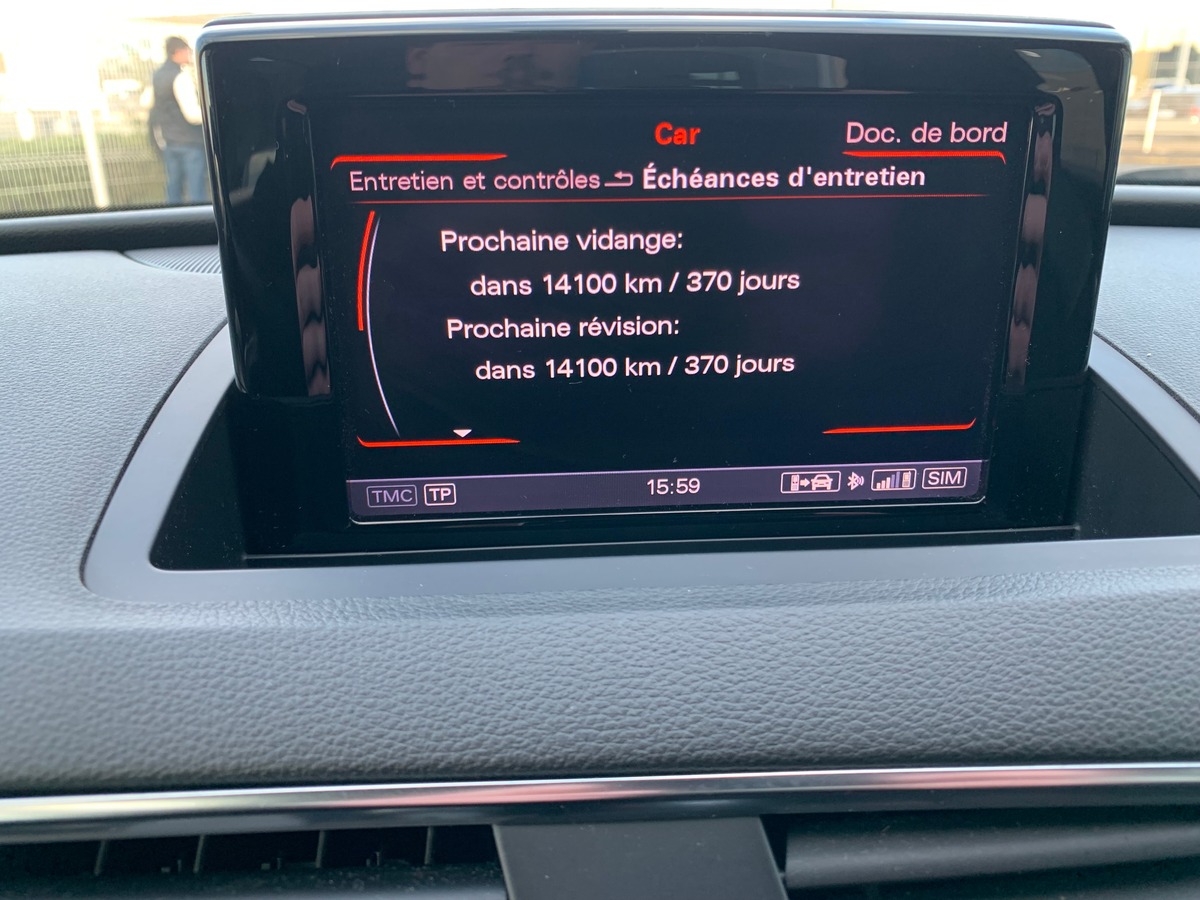 Car
Doc. de bord
Entretien et contrôles Échéances d'entretien
Prochaine vidange:
dans 14100 km / 370 jours
Prochaine révision:
dans 14100 km / 370 jours
TMC TP 15:59 SIM